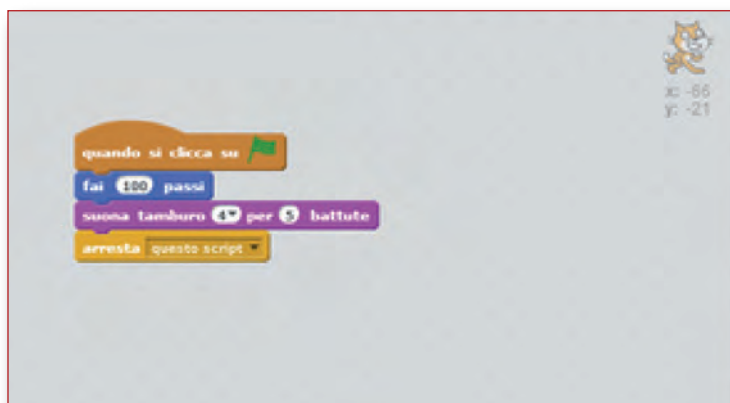 x: -66
y: -21
quando si clicca su
fai 100 passi
suona tamburo 4 per 5 battute
arresta questo script